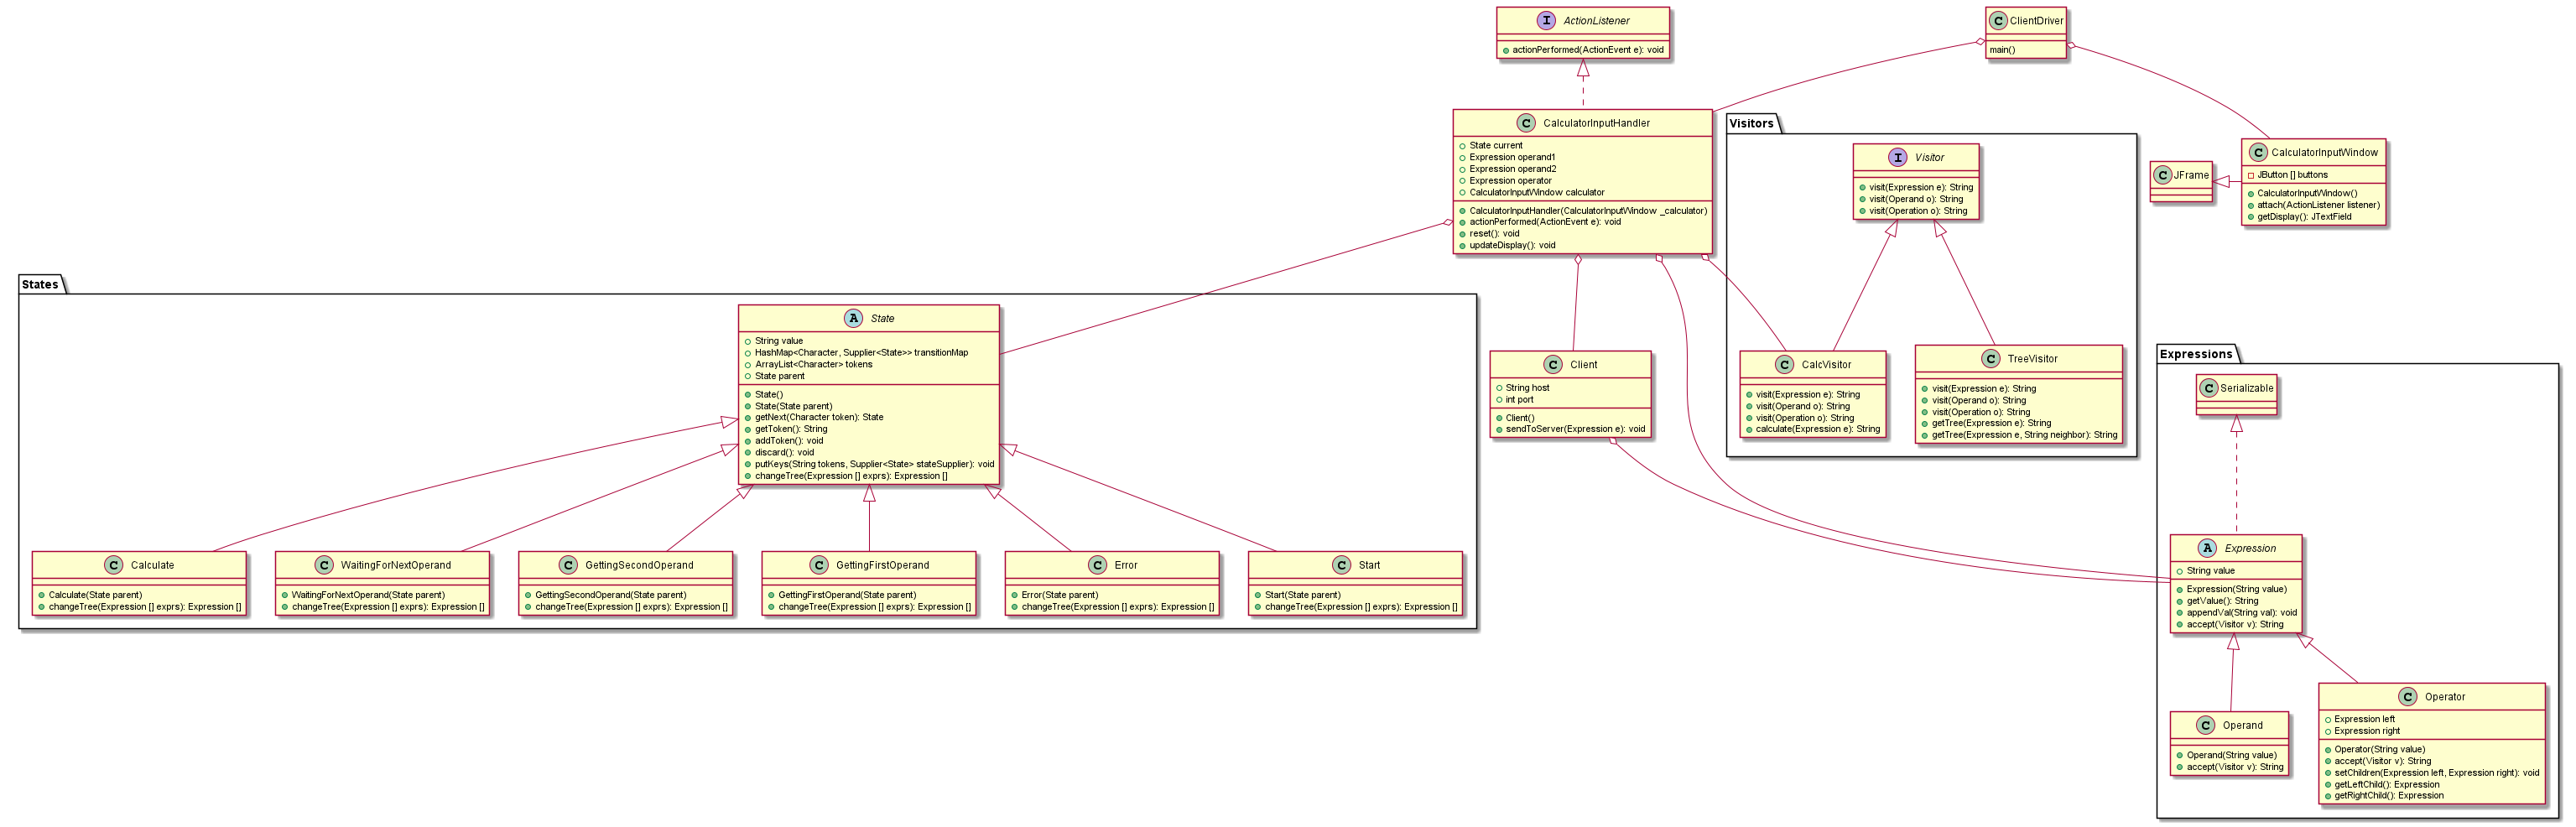 ActionListener
actionPerformed(ActionEvent e): void
ClientDriver
main()
CalculatorInputHandler
State current
Expression operand1
Expression operand2
Expression operator
CalculatorInputWindow calculator
CalculatorInputHandler(CalculatorInputWindow _calculator)
actionPerformed(ActionEvent e): void
reset(): void
updateDisplay(): void
Visitors
Visitor
visit(Expression e): String
visit(Operand o): String
visit(Operation o): String
JFrame
CalculatorInputWindow
JButton [] buttons
CalculatorInputWindow()
attach(ActionListener listener)
getDisplay(): JTextField
States
State
String value
HashMap<Character, Supplier<State>> transitionMap
ArrayList<Character> tokens
State parent
State()
State(State parent)
getNext(Character token): State
getToken(): String
addToken(): void
discard(): void
putKeys(String tokens, Supplier<State> stateSupplier): void
changeTree(Expression [] exprs): Expression []
Client
String host
int port
Client()
sendToServer(Expression e): void
CalcVisitor
visit(Expression e): String
visit(Operand o): String
visit(Operation o): String
calculate(Expression e): String
TreeVisitor
visit(Expression e): String
visit(Operand o): String
visit(Operation o): String
getTree(Expression e): String
getTree(Expression e, String neighbor): String
Expressions
Serializable
Expression
String value
Expression(String value)
getValue(): String
appendVal(String val): void
accept(Visitor v): String
Calculate
Calculate(State parent)
changeTree(Expression [] exprs): Expression []
WaitingForNextOperand
WaitingForNextOperand(State parent)
changeTree(Expression [] exprs): Expression []
GettingSecondOperand
GettingSecondOperand(State parent)
changeTree(Expression [] exprs): Expression []
GettingFirstOperand
GettingFirstOperand(State parent)
changeTree(Expression [] exprs): Expression []
Error
Error(State parent)
changeTree(Expression [] exprs): Expression []
Start
Start(State parent)
changeTree(Expression [] exprs): Expression []
Operand
Operand(String value)
accept(Visitor v): String
Operator
Expression left
Expression right
Operator(String value)
accept(Visitor v): String
setChildren(Expression left, Expression right): void
getLeftChild(): Expression
getRightChild(): Expression